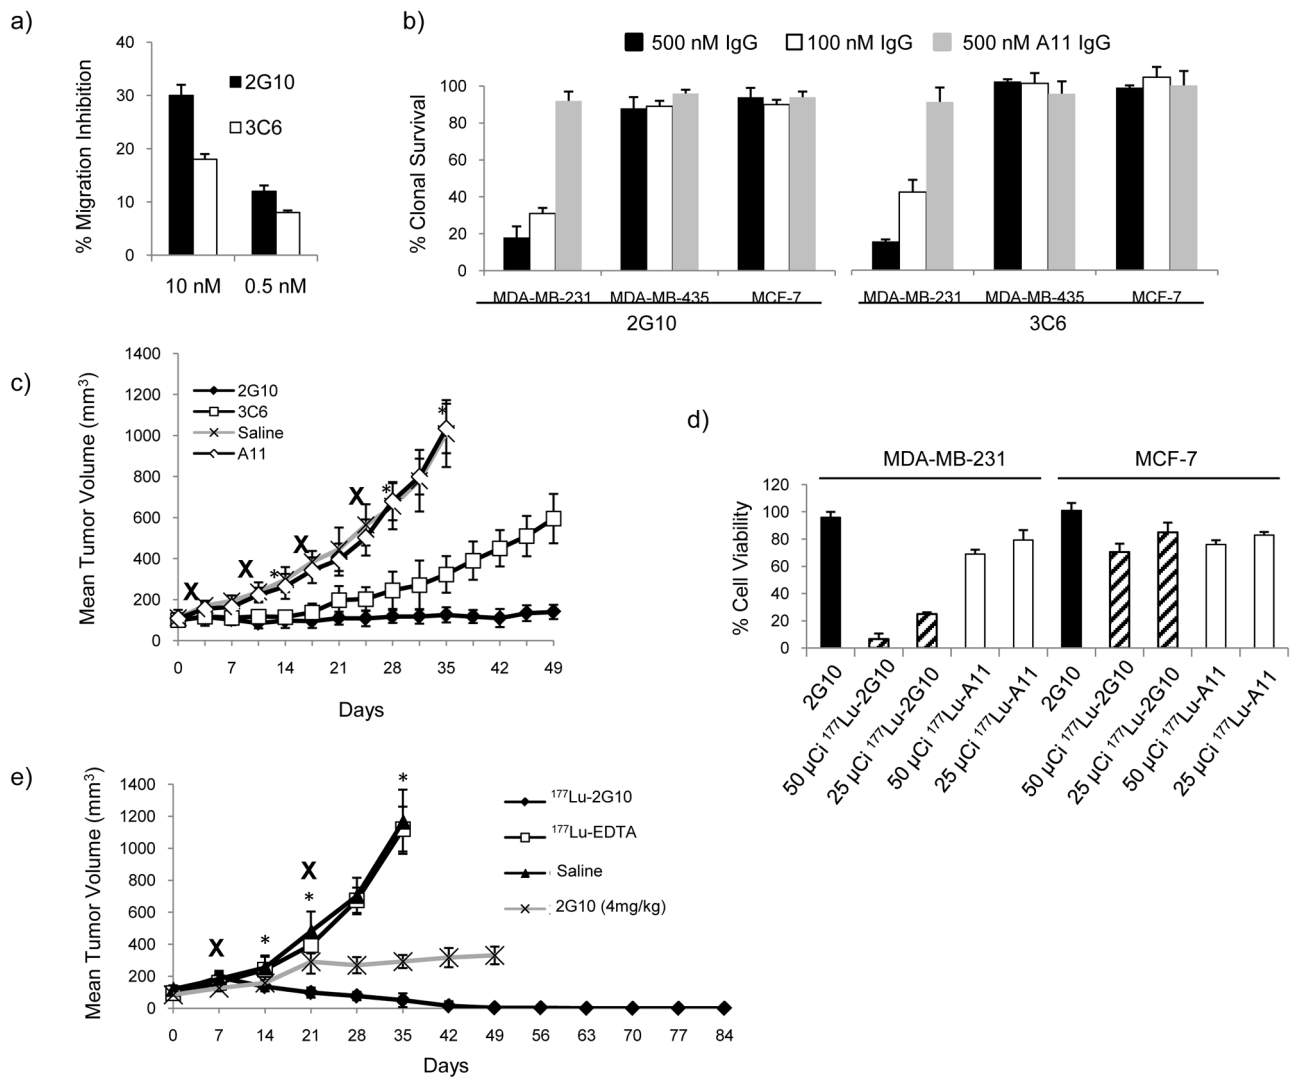 a)
% Migration Inhibition
40
30
20
10
0
2G10
3C6
10 nM
0.5 nM
b)
500 nM IgG
100 nM IgG
500 nM A11 IgG
% Clonal Survival
100
80
60
40
20
0
MDA-MB-231
MDA-MB-435
MCF-7
2G10
MDA-MB-231
MDA-MB-435
MCF-7
3C6
c)
Mean Tumor Volume (mm³)
1400
1200
1000
800
600
400
200
0
2G10
3C6
Saline
A11
X
X
X
X
*
*
*
0 7 14 21 28 35 42 49
Days
d)
MDA-MB-231
MCF-7
% Cell Viability
120
100
80
60
40
20
0
2G10
50 µCi ¹⁷⁷Lu-2G10
25 µCi ¹⁷⁷Lu-2G10
50 µCi ¹⁷⁷Lu-A11
25 µCi ¹⁷⁷Lu-A11
2G10
50 µCi ¹⁷⁷Lu-2G10
25 µCi ¹⁷⁷Lu-2G10
50 µCi ¹⁷⁷Lu-A11
25 µCi ¹⁷⁷Lu-A11
e)
Mean Tumor Volume (mm³)
1400
1200
1000
800
600
400
200
0
¹⁷⁷Lu-2G10
¹⁷⁷Lu-EDTA
Saline
2G10 (4mg/kg)
X
X
*
*
*
0 7 14 21 28 35 42 49 56 63 70 77 84
Days